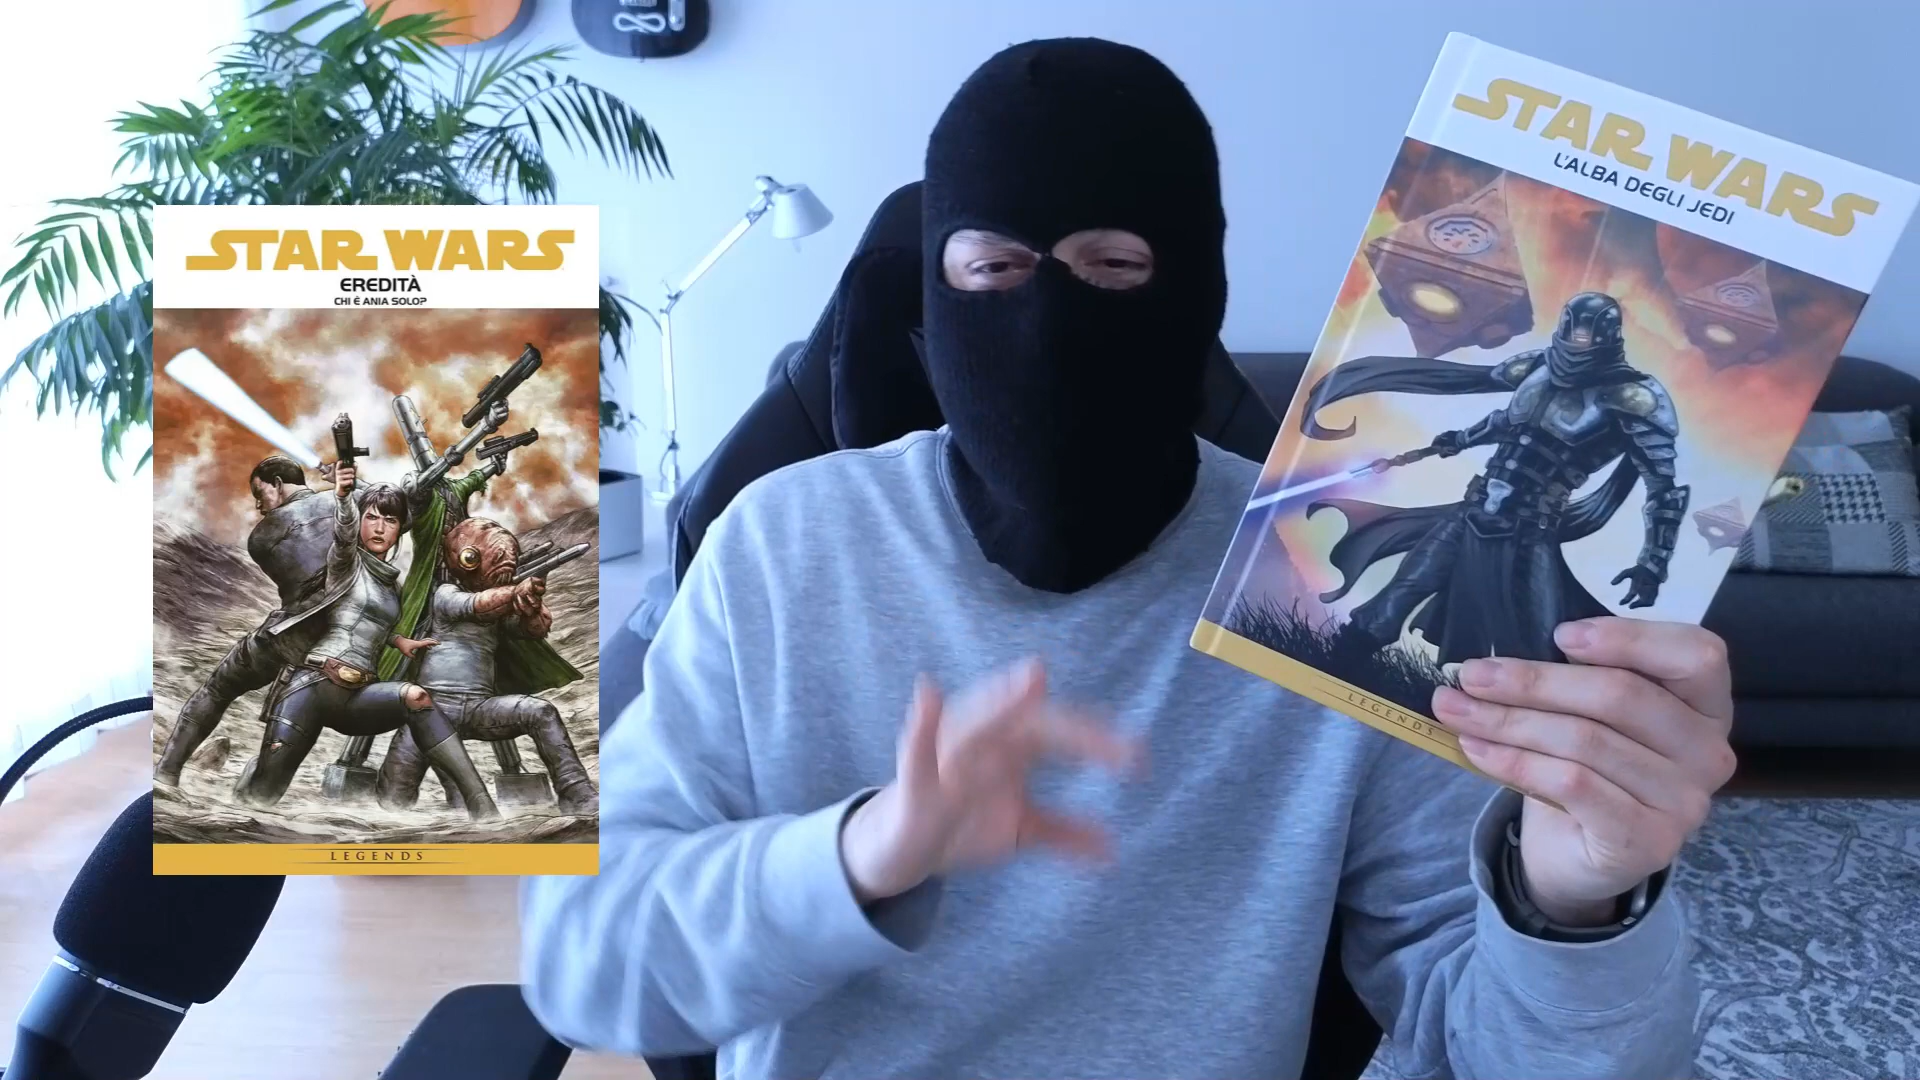 STAR WARS
EREDITÀ
CHI È ANIA SOLO?
LEGENDS
STAR WARS
L'ALBA DEGLI JEDI
LEGENDS